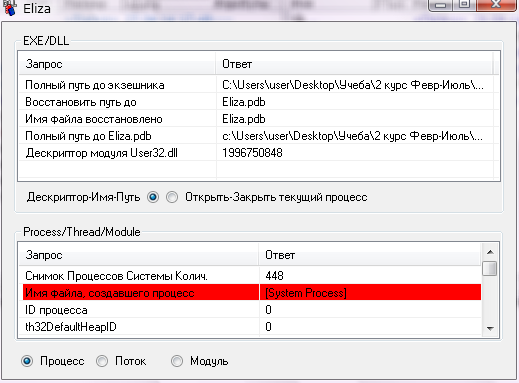 Eliza
EXE/DLL
Запрос Ответ
Полный путь до экзешника C:\Users\user\Desktop\Учеба\2 курс Февр-Июль\...
Восстановить путь до Eliza.pdb
Имя файла восстановлено Eliza.pdb
Полный путь до Eliza.pdb c:\Users\user\Desktop\Учеба\2 курс Февр-Июль\...
Дескриптор модуля User32.dll 1996750848
Дескриптор-Имя-Путь Открыть-Закрыть текущий процесс
Process/Thread/Module
Запрос Ответ
Снимок Процессов Системы Колич. 448
Имя файла, создавшего процесс. [System Process]
ID процесса 0
th32DefaultHeapID 0
Процесс Поток Модуль